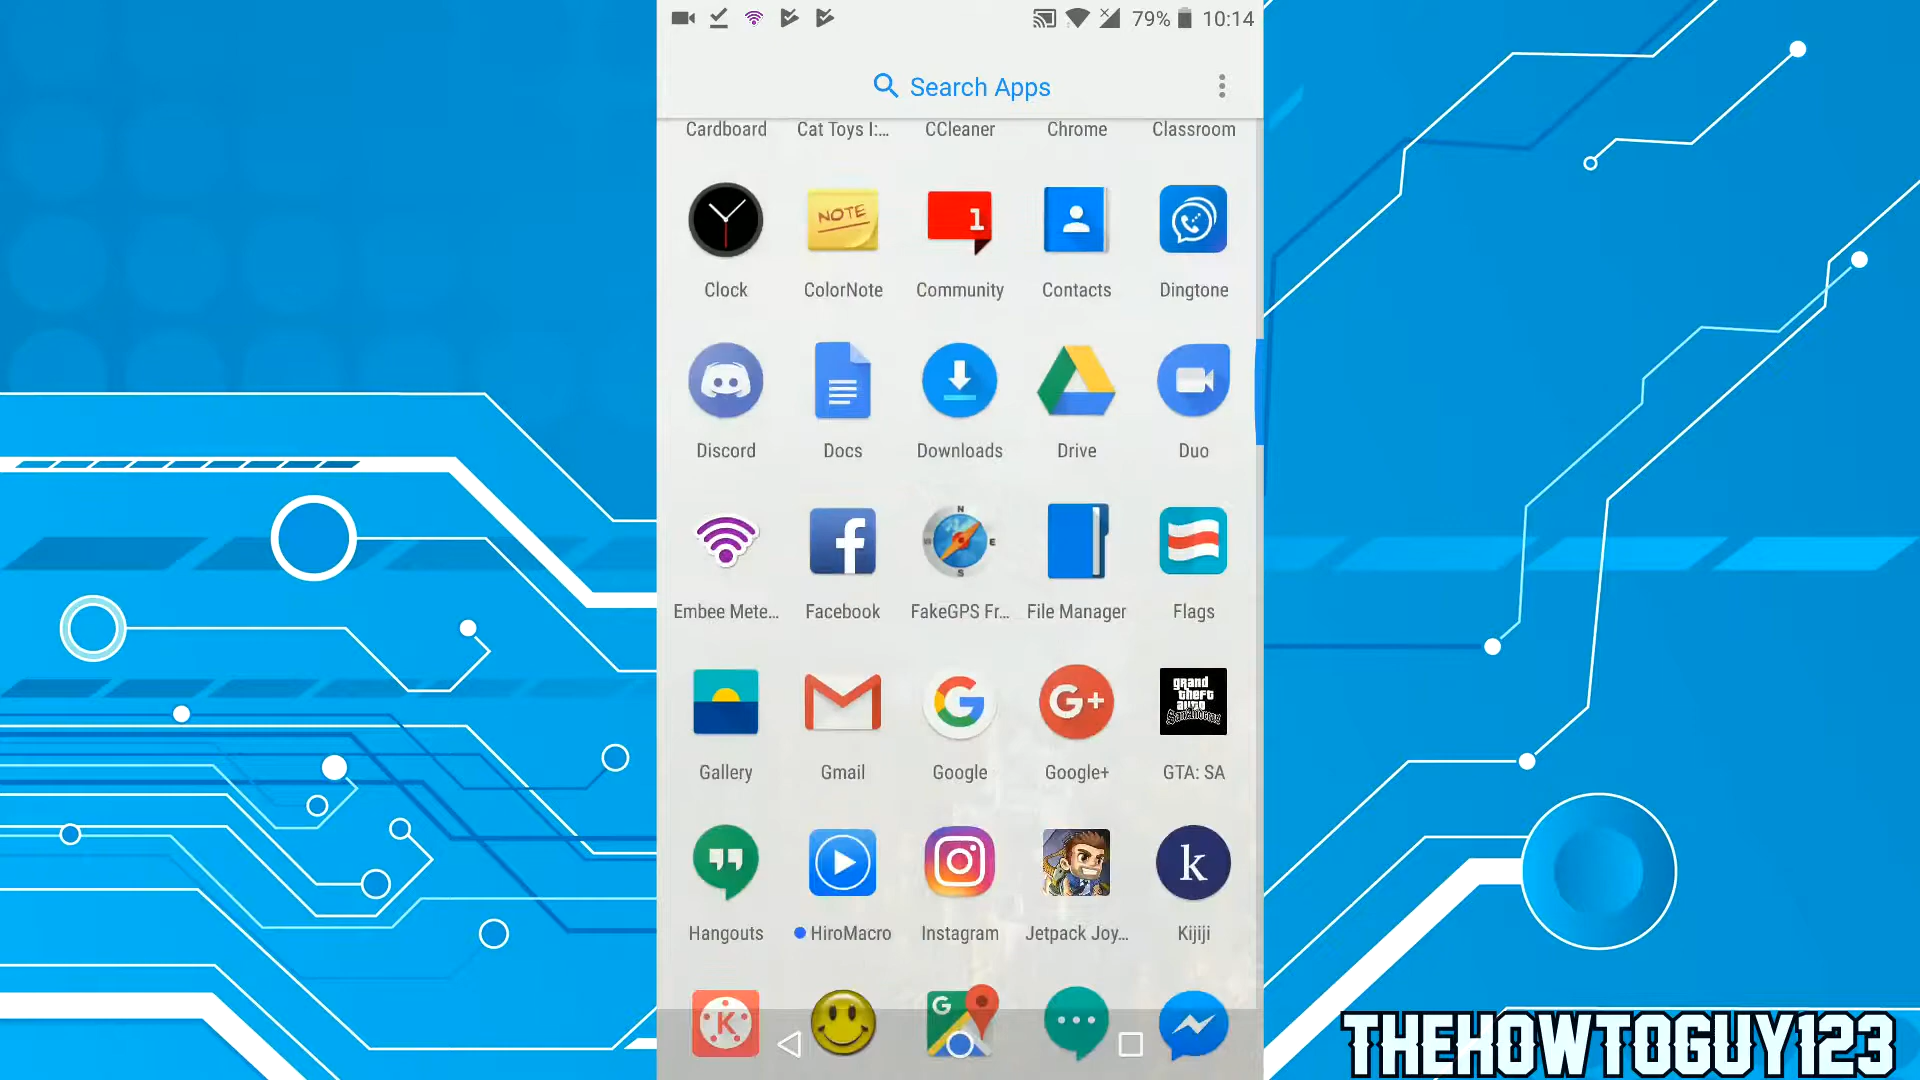 79% 10:14
Search Apps
Cardboard Cat Toys I:... CCleaner Chrome Classroom
NOTE 1
Clock ColorNote Community Contacts Dingtone
Discord Docs Downloads Drive Duo
N
W E
S
Embee Mete... Facebook FakeGPS Fr... File Manager Flags
G G+ grand theft auto San Andreas
Gallery Gmail Google Google+ GTA: SA
k
Hangouts HiroMacro Instagram Jetpack Joy... Kijiji
K G
THEHOWTOGUY123